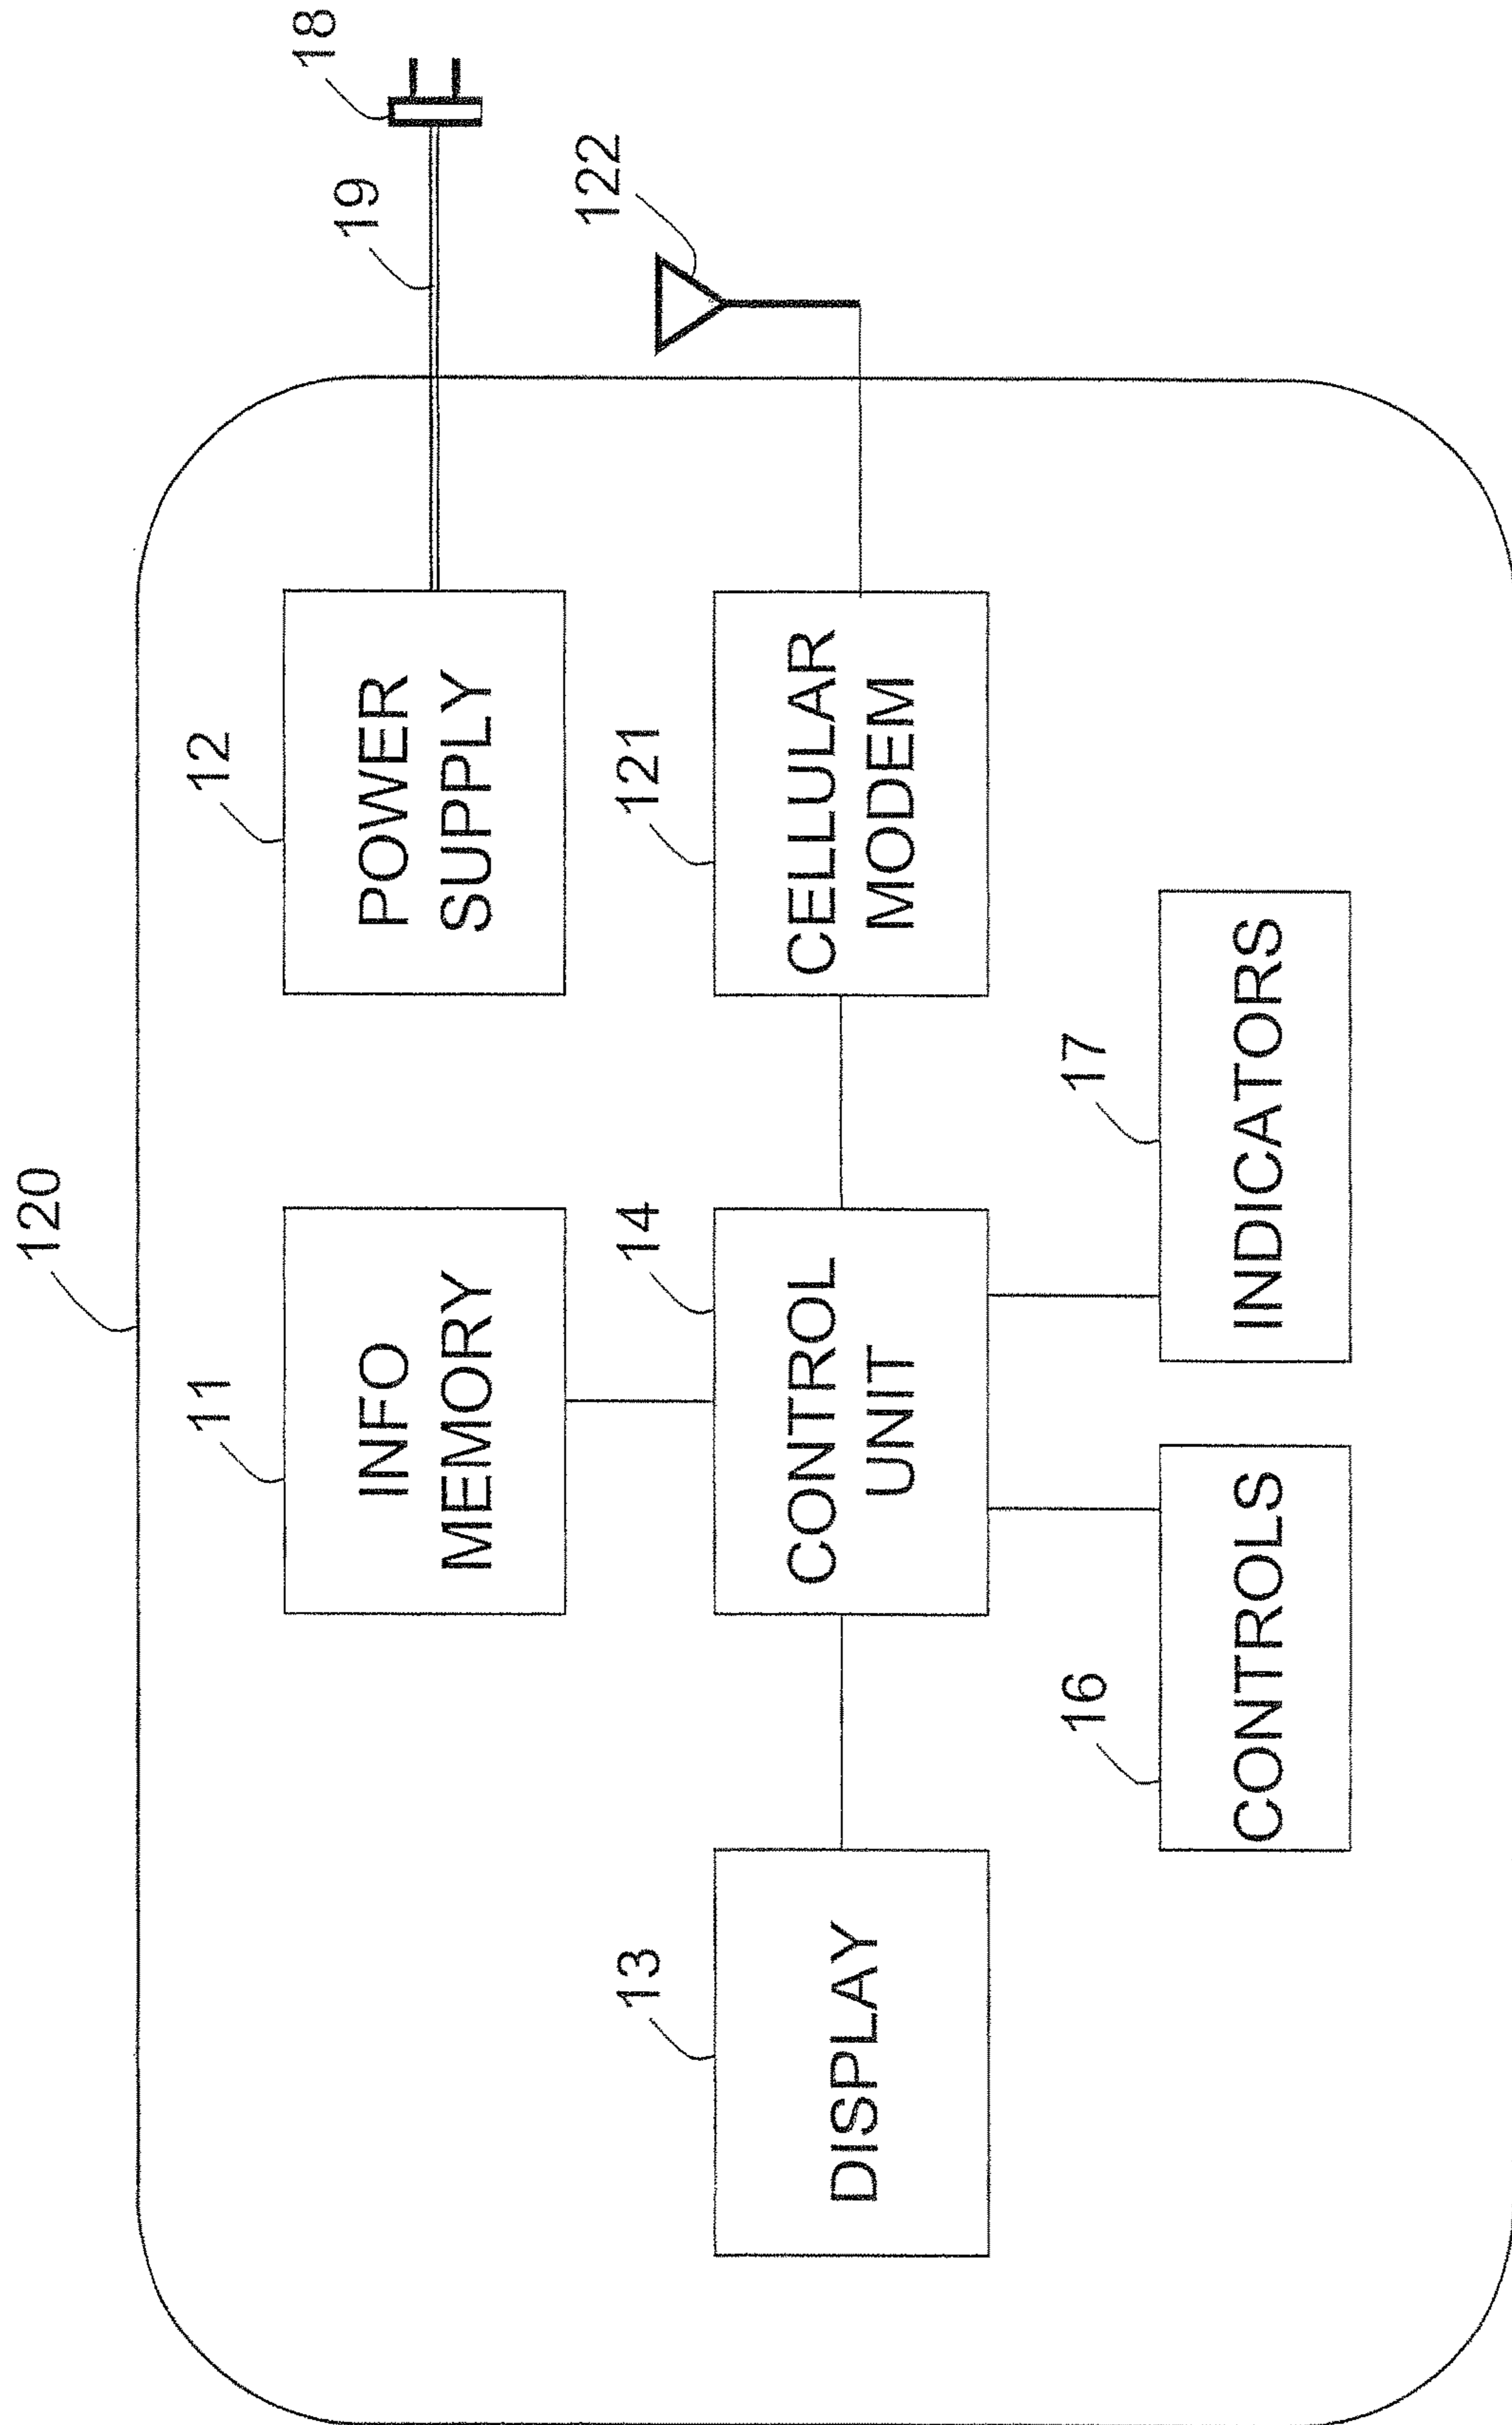 120
18
11
12
19
INFO
MEMORY
POWER
SUPPLY
122
13
14
121
DISPLAY
CONTROL
UNIT
CELLULAR
MODEM
16
17
CONTROLS
INDICATORS